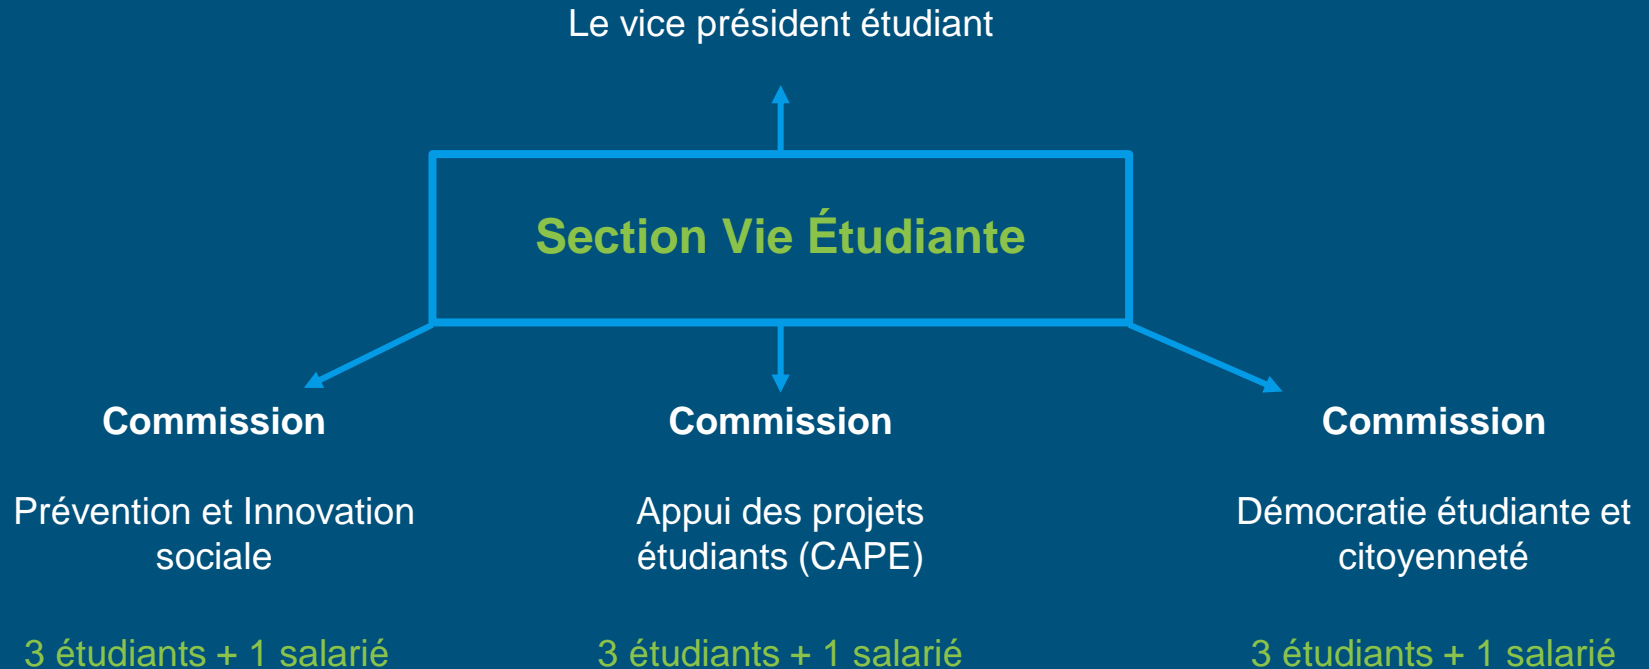 Le vice président étudiant
Section Vie Étudiante
Commission
Prévention et Innovation
sociale
3 étudiants + 1 salarié
Commission
Appui des projets
étudiants (CAPE)
3 étudiants + 1 salarié
Commission
Démocratie étudiante et
citoyenneté
3 étudiants + 1 salarié